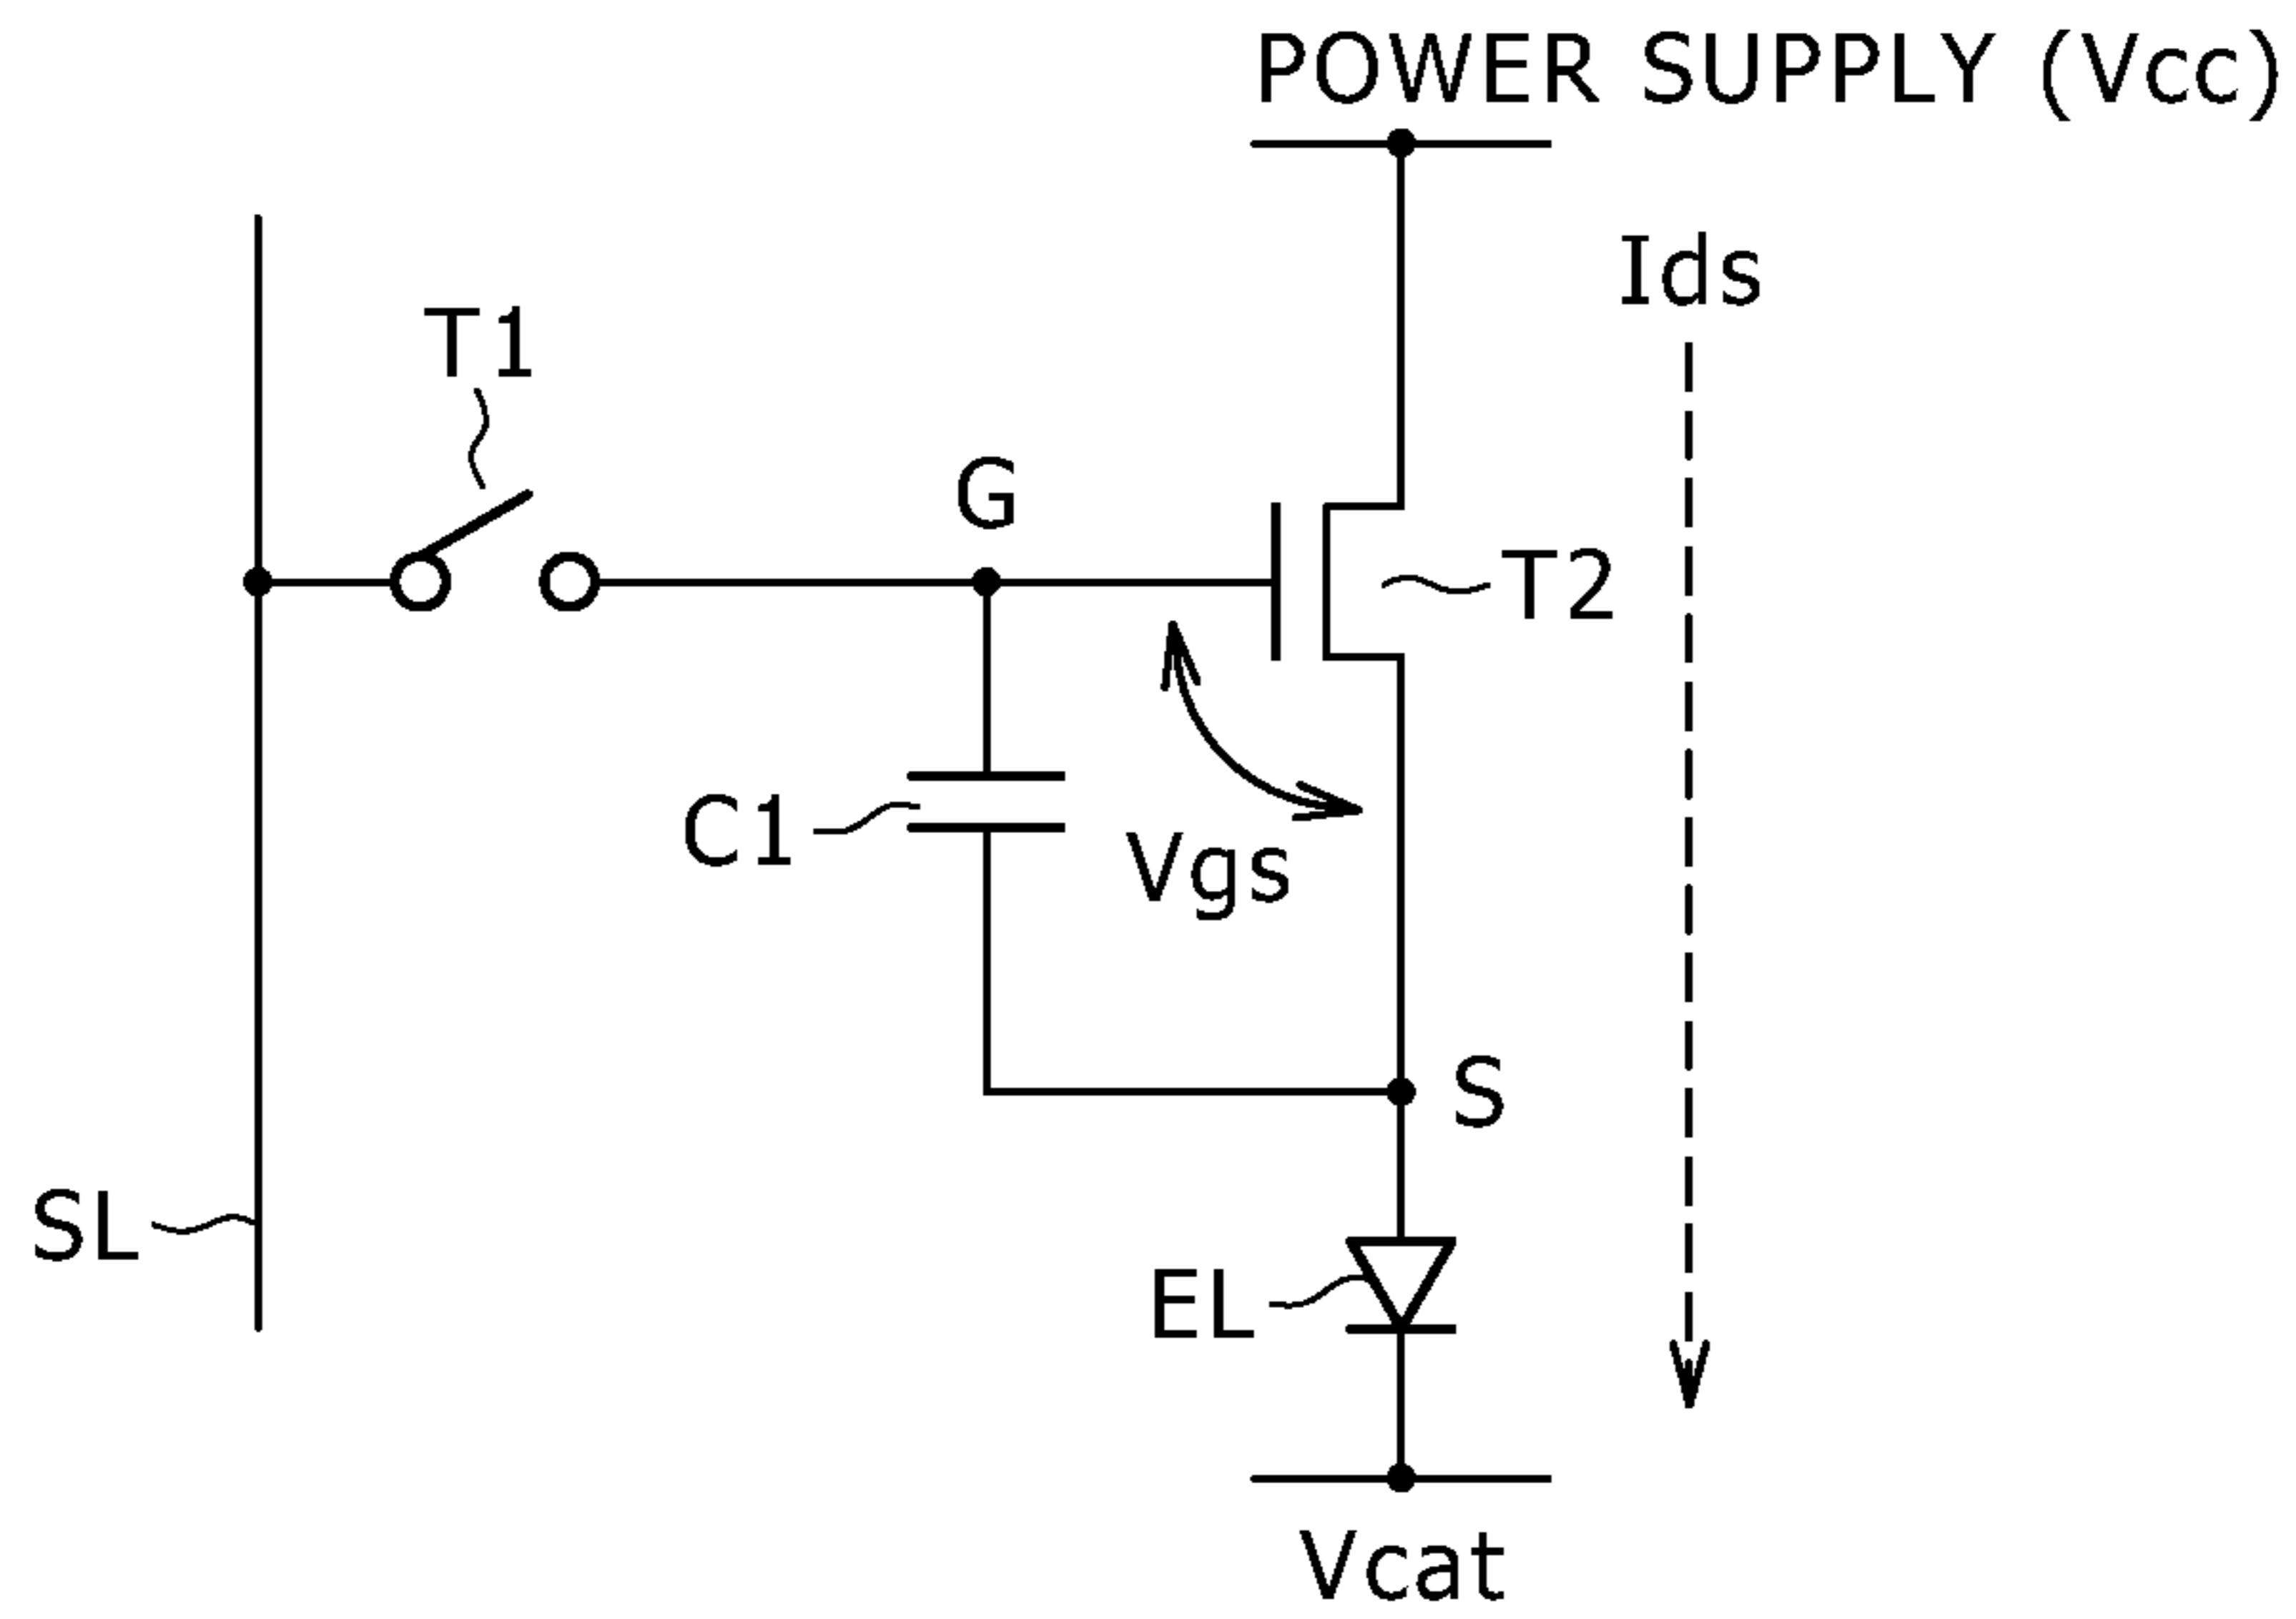 POWER SUPPLY (Vcc)
Ids
T1
G
T2
C1
Vgs
S
SL
EL
Vcat